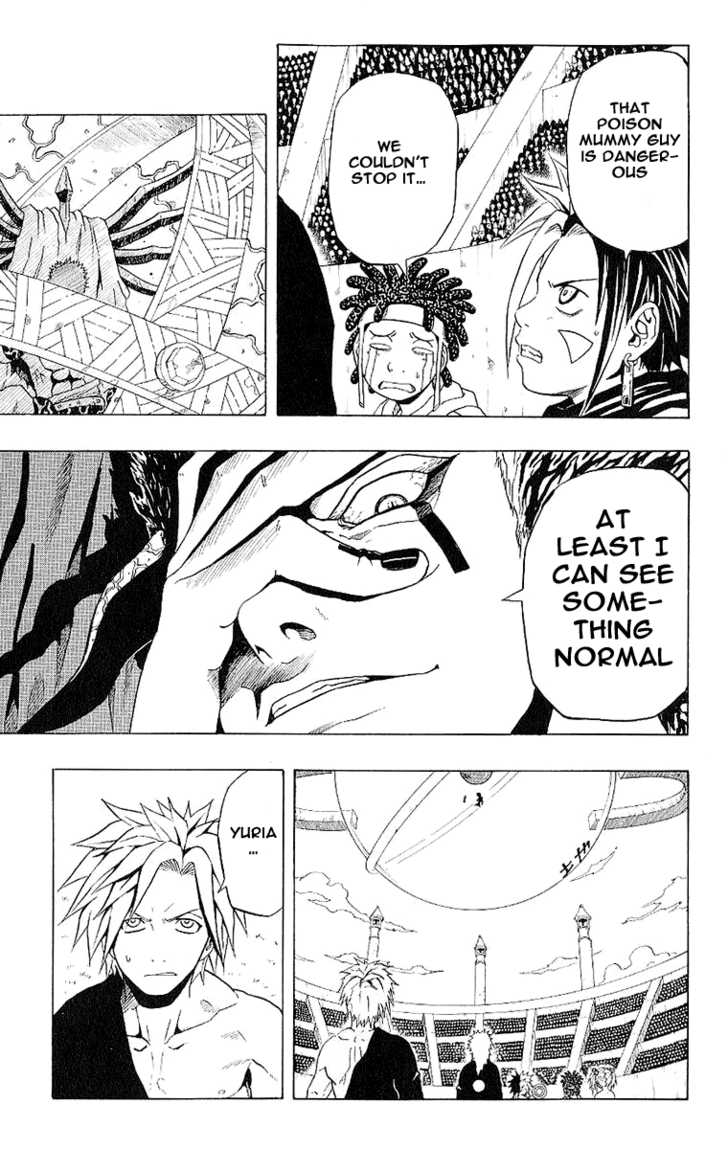 THAT
POISON
MUMMY GUY
IS DANGER-
OUS
WE
COULDN'T
STOP IT...
AT
LEAST I
CAN SEE
SOME-
THING
NORMAL
YURIA
...